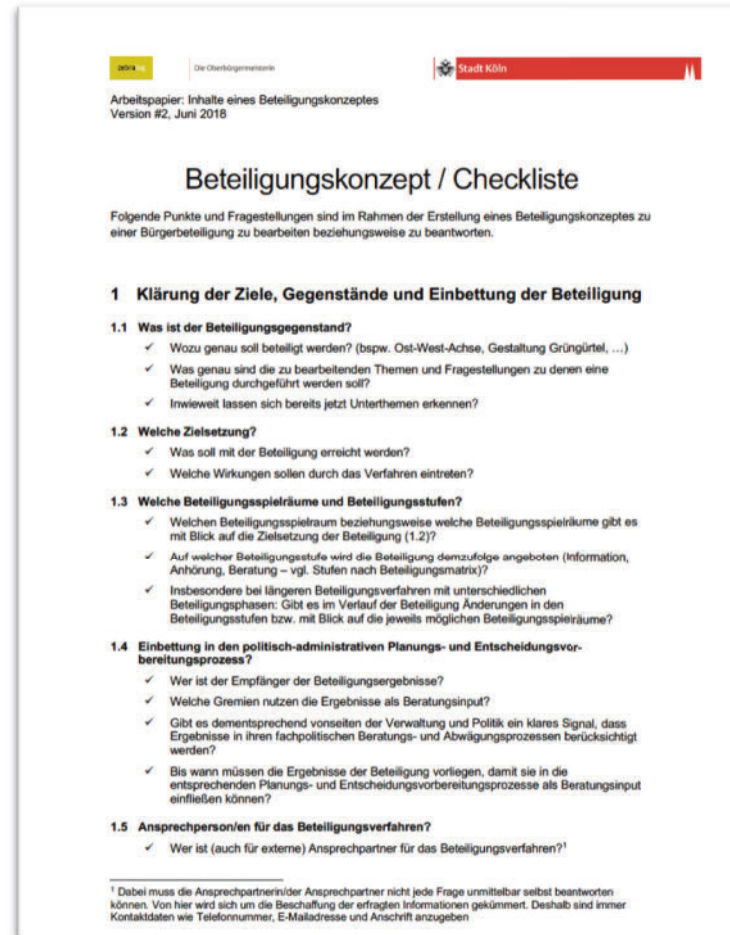 zebralog
Die Oberbürgermeisterin
Stadt Köln
Arbeitspapier: Inhalte eines Beteiligungskonzeptes
Version #2, Juni 2018
Beteiligungskonzept / Checkliste
Folgende Punkte und Fragestellungen sind im Rahmen der Erstellung eines Beteiligungskonzeptes zu
einer Bürgerbeteiligung zu bearbeiten beziehungsweise zu beantworten.
1 Klärung der Ziele, Gegenstände und Einbettung der Beteiligung
1.1 Was ist der Beteiligungsgegenstand?
✓ Wozu genau soll beteiligt werden? (bspw. Ost-West-Achse, Gestaltung Grüngürtel, …)
✓ Was genau sind die zu bearbeitenden Themen und Fragestellungen zu denen eine
Beteiligung durchgeführt werden soll?
✓ Inwieweit lassen sich bereits jetzt Unterthemen erkennen?
1.2 Welche Zielsetzung?
✓ Was soll mit der Beteiligung erreicht werden?
✓ Welche Wirkungen sollen durch das Verfahren eintreten?
1.3 Welche Beteiligungsspielräume und Beteiligungsstufen?
✓ Welchen Beteiligungsspielraum beziehungsweise welche Beteiligungsspielräume gibt es
mit Blick auf die Zielsetzung der Beteiligung (1.2)?
✓ Auf welcher Beteiligungsstufe wird die Beteiligung demzufolge angeboten (Information,
Anhörung, Beratung – vgl. Stufen nach Beteiligungsmatrix)?
✓ Insbesondere bei längeren Beteiligungsverfahren mit unterschiedlichen
Beteiligungsphasen: Gibt es im Verlauf der Beteiligung Änderungen in den
Beteiligungsstufen bzw. mit Blick auf die jeweils möglichen Beteiligungsspielräume?
1.4 Einbettung in den politisch-administrativen Planungs- und Entscheidungsvor-
bereitungsprozess?
✓ Wer ist der Empfänger der Beteiligungsergebnisse?
✓ Welche Gremien nutzen die Ergebnisse als Beratungsinput?
✓ Gibt es dementsprechend vonseiten der Verwaltung und Politik ein klares Signal, dass
Ergebnisse in ihren fachpolitischen Beratungs- und Abwägungsprozessen berücksichtigt
werden?
✓ Bis wann müssen die Ergebnisse der Beteiligung vorliegen, damit sie in die
entsprechenden Planungs- und Entscheidungsvorbereitungsprozesse als Beratungsinput
einfließen können?
1.5 Ansprechperson/en für das Beteiligungsverfahren?
✓ Wer ist (auch für externe) Ansprechpartner für das Beteiligungsverfahren?¹
¹ Dabei muss die Ansprechpartnerin/der Ansprechpartner nicht jede Frage unmittelbar selbst beantworten
können. Von hier wird sich um die Beschaffung der erfragten Informationen gekümmert. Deshalb sind immer
Kontaktdaten wie Telefonnummer, E-Mailadresse und Anschrift anzugeben